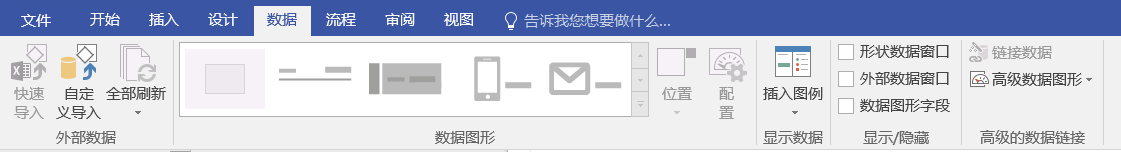 文件 开始 插入 设计 数据 流程 审阅 视图 告诉我您想要做什么...
快速导入
自定义导入
全部刷新
外部数据
数据图形
位置
配置
插入图例
显示数据
形状数据窗口
外部数据窗口
数据图形字段
显示/隐藏
链接数据
高级数据图形
高级的数据链接